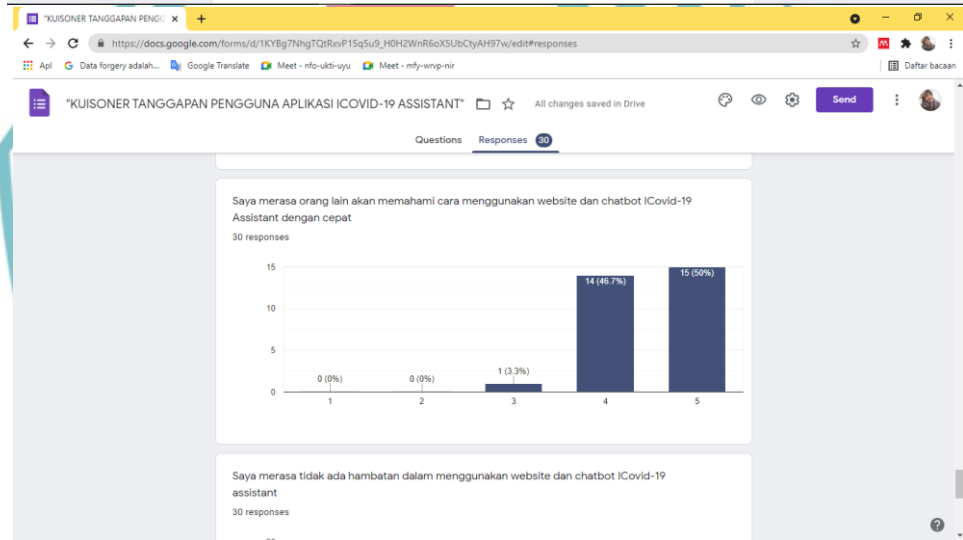 "KUISONER TANGGAPAN PENGG
https://docs.google.com/forms/d/1KYBg7NhgTQtRxvP15q5u9_H0H2WnR6oX5UbCtyAH97w/edit#responses
Apl Data forgery adalah... Google Translate Meet - nfo-ukti-uyu Meet - mfy-wrvp-nir Daftar bacaan
"KUISONER TANGGAPAN PENGGUNA APLIKASI ICOVID-19 ASSISTANT" All changes saved in Drive Send
Questions Responses 30
Saya merasa orang lain akan memahami cara menggunakan website dan chatbot ICovid-19
Assistant dengan cepat
30 responses
15
10
5
0
0 (0%) 0 (0%) 1 (3.3%) 14 (46.7%) 15 (50%)
1 2 3 4 5
Saya merasa tidak ada hambatan dalam menggunakan website dan chatbot ICovid-19
assistant
30 responses